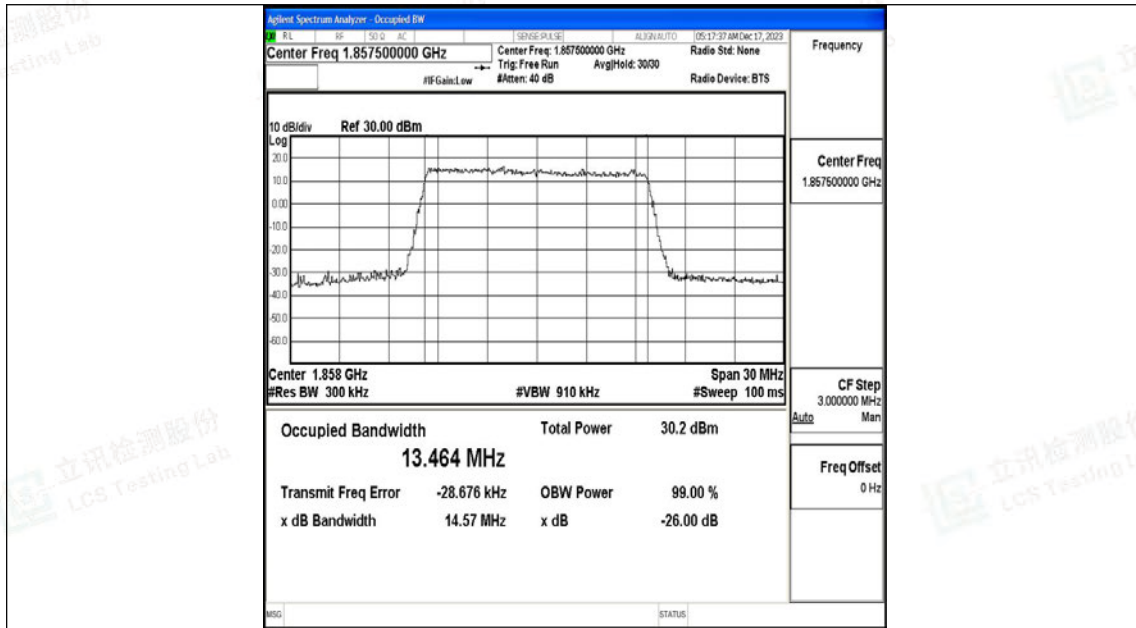 Agilent Spectrum Analyzer - Occupied BW
RL RF 50 Ω AC SENSE:PULSE ALIGNAUTO 05:17:37 AM Dec 17, 2023
Center Freq 1.857500000 GHz
Center Freq: 1.857500000 GHz
Radio Std: None
Trig: Free Run Avg|Hold: 30/30
#IFGain:Low
#Atten: 40 dB
Radio Device: BTS
10 dB/div Ref 30.00 dBm
Log
20.0
10.0
0.00
-10.0
-20.0
-30.0
-40.0
-50.0
-60.0
Center 1.858 GHz
Span 30 MHz
#Res BW 300 kHz
#VBW 910 kHz
#Sweep 100 ms
Occupied Bandwidth
Total Power 30.2 dBm
13.464 MHz
Transmit Freq Error -28.676 kHz
OBW Power 99.00 %
x dB Bandwidth 14.57 MHz
x dB -26.00 dB
MSG
STATUS
Frequency
Center Freq
1.857500000 GHz
CF Step
3.000000 MHz
Auto Man
Freq Offset
0 Hz
立讯检测股份
LCS Testing Lab
立讯检测股份
LCS Testing L
测股份
esting Lab
立
LCS